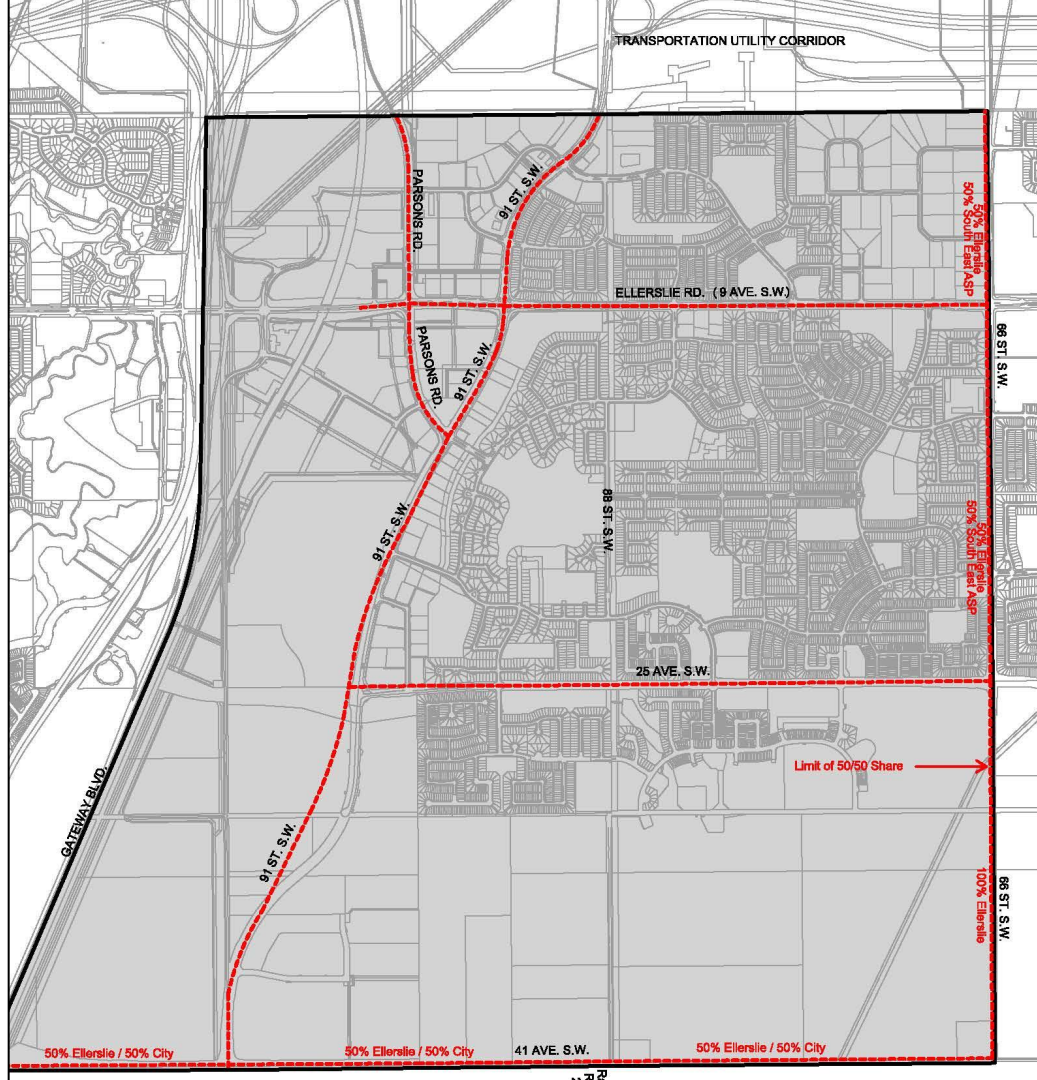 TRANSPORTATION UTILITY CORRIDOR
PARSONS RD.
91 ST. S.W.
50% Ellerslie
50% South East ASP
ELLERSLIE RD. ( 9 AVE. S.W.)
66 ST. S.W.
PARSONS RD.
91 ST. S.W.
91 ST. S.W.
88 ST. S.W.
50% Ellerslie
50% South East ASP
25 AVE. S.W.
Limit of 50/50 Share
GATEWAY BLVD.
91 ST. S.W.
100% Ellerslie
66 ST. S.W.
50% Ellerslie / 50% City
50% Ellerslie / 50% City
41 AVE. S.W.
50% Ellerslie / 50% City